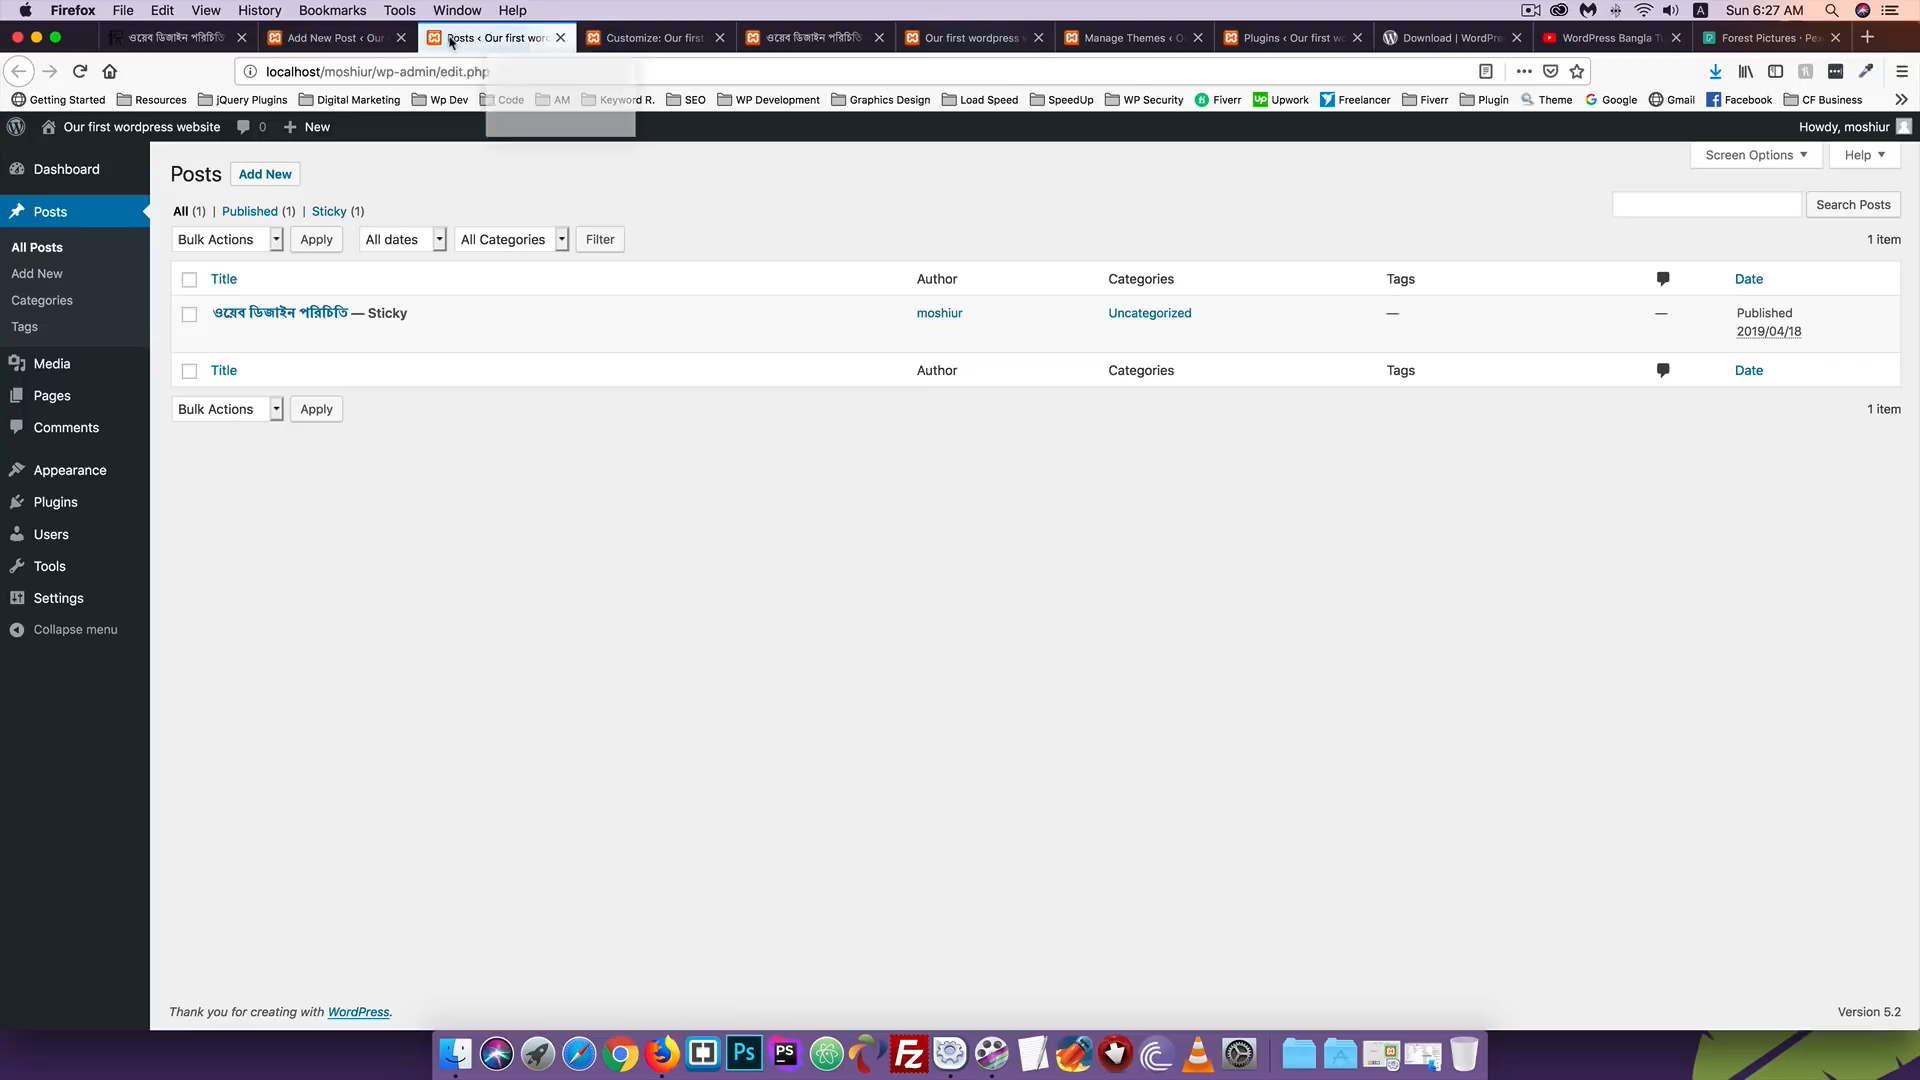 Firefox File Edit View History Bookmarks Tools Window Help Sun 6:27 AM
ওয়েব ডিজাইন পরিচিতি Add New Post ‹ Our Posts ‹ Our first wor Customize: Our first ওয়েব ডিজাইন পরিচিতি Our first wordpress Manage Themes ‹ O Plugins ‹ Our first wo Download | WordPre WordPress Bangla Tu Forest Pictures · Pex
localhost/moshiur/wp-admin/edit.php
Getting Started Resources jQuery Plugins Digital Marketing Wp Dev Code AM Keyword R. SEO WP Development Graphics Design Load Speed SpeedUp WP Security Fiverr Upwork Freelancer Fiverr Plugin Theme Google Gmail Facebook CF Business
Our first wordpress website 0 New Howdy, moshiur
Screen Options Help
Dashboard
Posts
All Posts
Add New
Categories
Tags
Media
Pages
Comments
Appearance
Plugins
Users
Tools
Settings
Collapse menu
Posts Add New
All (1) | Published (1) | Sticky (1)
Search Posts
Bulk Actions Apply All dates All Categories Filter 1 item
Title Author Categories Tags Date
ওয়েব ডিজাইন পরিচিতি — Sticky moshiur Uncategorized — — Published
2019/04/18
Title Author Categories Tags Date
Bulk Actions Apply 1 item
Thank you for creating with WordPress. Version 5.2
Ps PS Fz